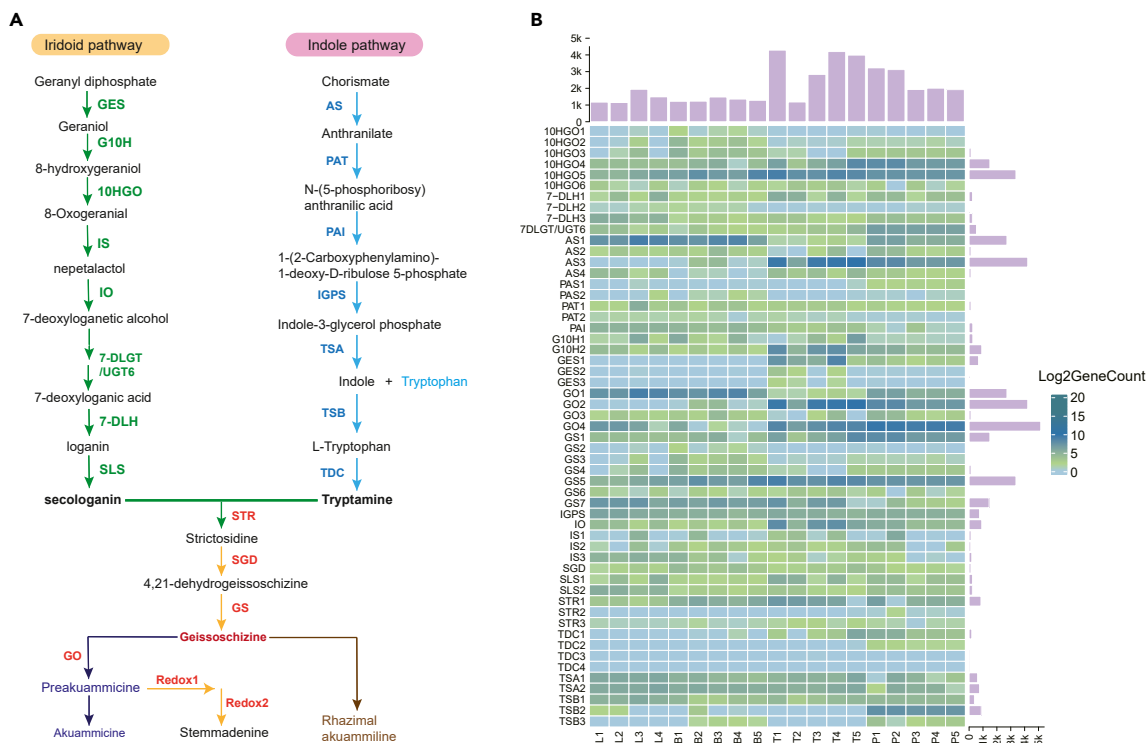 A
Iridoid pathway
Indole pathway
Geranyl diphosphate
GES
Geraniol
G10H
8-hydroxygeraniol
10HGO
8-Oxogeranial
IS
nepetalactol
IO
7-deoxyloganetic alcohol
7-DLGT
/UGT6
7-deoxyloganic acid
7-DLH
loganin
SLS
secologanin
Chorismate
AS
Anthranilate
PAT
N-(5-phosphoribosy)
anthranilic acid
PAI
1-(2-Carboxyphenylamino)-
1-deoxy-D-ribulose 5-phosphate
IGPS
Indole-3-glycerol phosphate
TSA
Indole + Tryptophan
TSB
L-Tryptophan
TDC
Tryptamine
STR
Strictosidine
SGD
4,21-dehydrogeissoschizine
GS
Geissoschizine
GO
Preakuammicine
Redox1
Redox2
Akuammicine
Stemmadenine
Rhazimal
akuammiline
B
5k
4k
3k
2k
1k
0
10HGO1
10HGO2
10HGO3
10HGO4
10HGO5
10HGO6
7−DLH1
7−DLH2
7−DLH3
7DLGT/UGT6
AS1
AS2
AS3
AS4
PAS1
PAS2
PAT1
PAT2
PAI
G10H1
G10H2
GES1
GES2
GES3
GO1
GO2
GO3
GO4
GS1
GS2
GS3
GS4
GS5
GS6
GS7
IGPS
IO
IS1
IS2
IS3
SGD
SLS1
SLS2
STR1
STR2
STR3
TDC1
TDC2
TDC3
TDC4
TSA1
TSA2
TSB1
TSB2
TSB3
L1 L2 L3 L4 B1 B2 B3 B4 B5 T1 T2 T3 T4 T5 P1 P2 P3 P4 P5
0 1k 2k 3k 4k 5k
Log2GeneCount
20
15
10
5
0